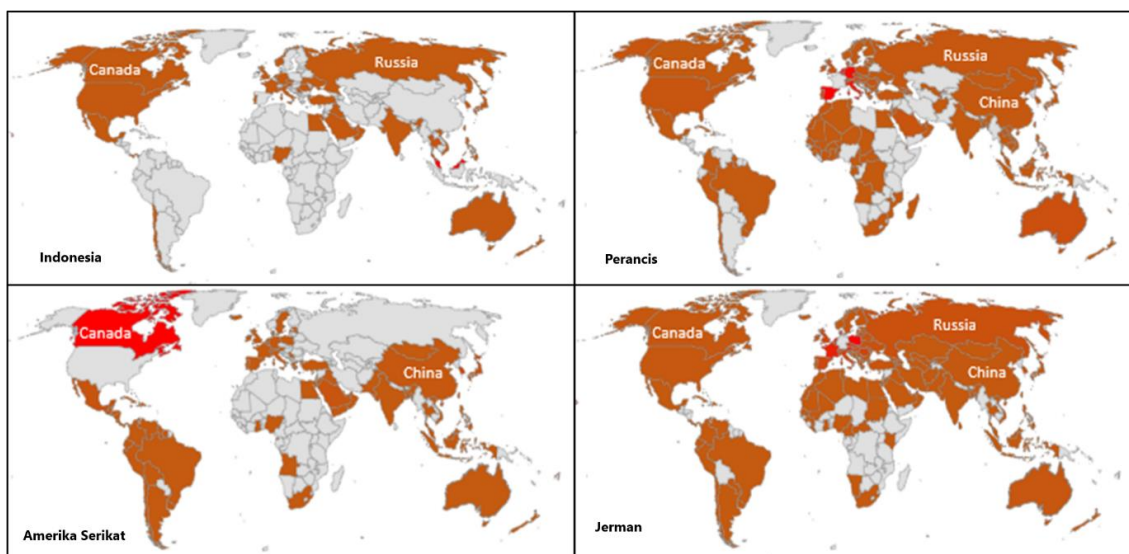 Canada
Russia
Indonesia
Canada
Russia
China
Perancis
Canada
China
Amerika Serikat
Canada
Russia
China
Jerman